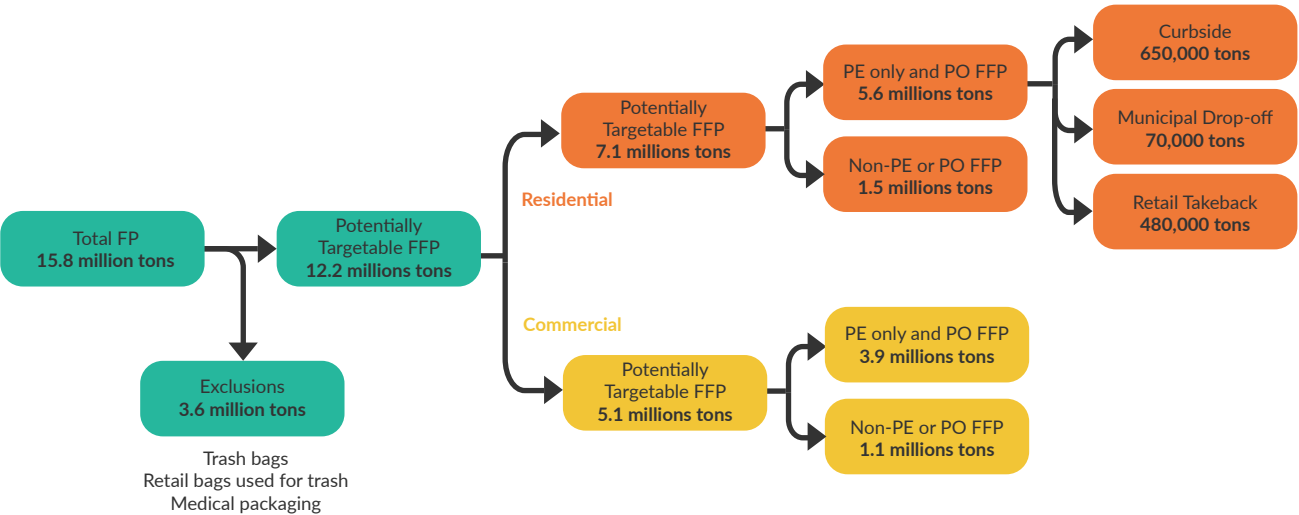 Total FP
15.8 million tons
Exclusions
3.6 million tons
Trash bags
Retail bags used for trash
Medical packaging
Potentially
Targetable FFP
12.2 millions tons
Residential
Potentially
Targetable FFP
7.1 millions tons
PE only and PO FFP
5.6 millions tons
Non-PE or PO FFP
1.5 millions tons
Curbside
650,000 tons
Municipal Drop-off
70,000 tons
Retail Takeback
480,000 tons
Commercial
Potentially
Targetable FFP
5.1 millions tons
PE only and PO FFP
3.9 millions tons
Non-PE or PO FFP
1.1 millions tons